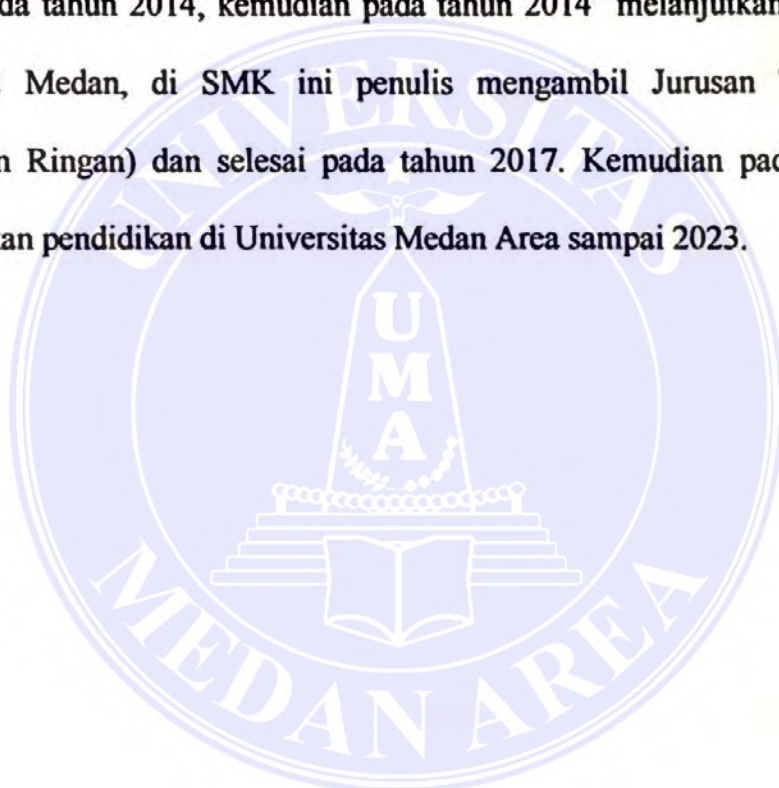 da tahun 2014, kemudian pada tahun 2014 melanjutkan
Medan, di SMK ini penulis mengambil Jurusan
n Ringan) dan selesai pada tahun 2017. Kemudian pad
kan pendidikan di Universitas Medan Area sampai 2023.
UNIVERSITAS
U
M
A
MEDAN AREA